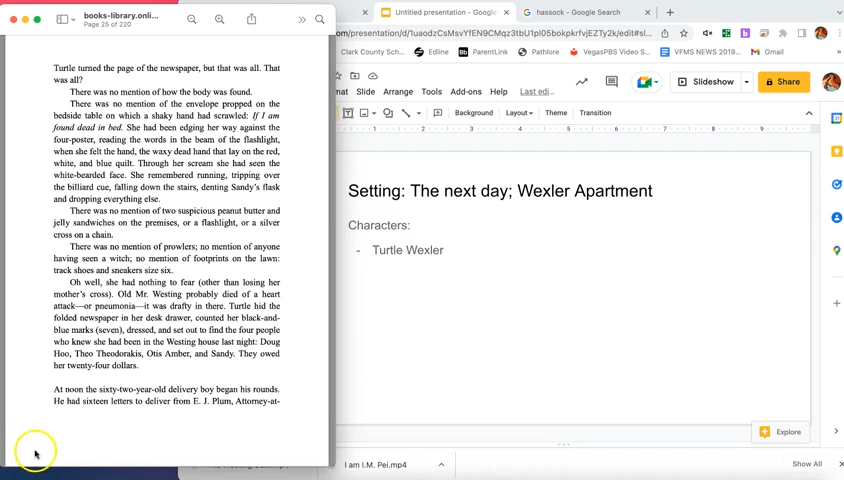 books-library.onli...
Page 25 of 220
Turtle turned the page of the newspaper, but that was all. That
was all?
There was no mention of how the body was found.
There was no mention of the envelope propped on the
bedside table on which a shaky hand had scrawled: If I am
found dead in bed. She had been edging her way against the
four-poster, reading the words in the beam of the flashlight,
when she felt the hand, the waxy dead hand that lay on the red,
white, and blue quilt. Through her scream she had seen the
white-bearded face. She remembered running, tripping over
the billiard cue, falling down the stairs, denting Sandy's flask
and dropping everything else.
There was no mention of two suspicious peanut butter and
jelly sandwiches on the premises, or a flashlight, or a silver
cross on a chain.
There was no mention of prowlers; no mention of anyone
having seen a witch; no mention of footprints on the lawn:
track shoes and sneakers size six.
Oh well, she had nothing to fear (other than losing her
mother's cross). Old Mr. Westing probably died of a heart
attack—or pneumonia—it was drafty in there. Turtle hid the
folded newspaper in her desk drawer, counted her black-and-
blue marks (seven), dressed, and set out to find the four people
who knew she had been in the Westing house last night: Doug
Hoo, Theo Theodorakis, Otis Amber, and Sandy. They owed
her twenty-four dollars.
At noon the sixty-two-year-old delivery boy began his rounds.
He had sixteen letters to deliver from E. J. Plum, Attorney-at-
Untitled presentation - Google
hassock - Google Search
Clark County Sch...
Edline
ParentLink
Pathlore
VegasPBS Video S...
VFMS NEWS 2019...
Gmail
mat Slide Arrange Tools Add-ons Help Last edi...
Slideshow
Share
Background Layout Theme Transition
1 2 3 4 5 6 7 8 9
Setting: The next day; Wexler Apartment
Characters:
- Turtle Wexler
Explore
I am I.M. Pei.mp4
Show All